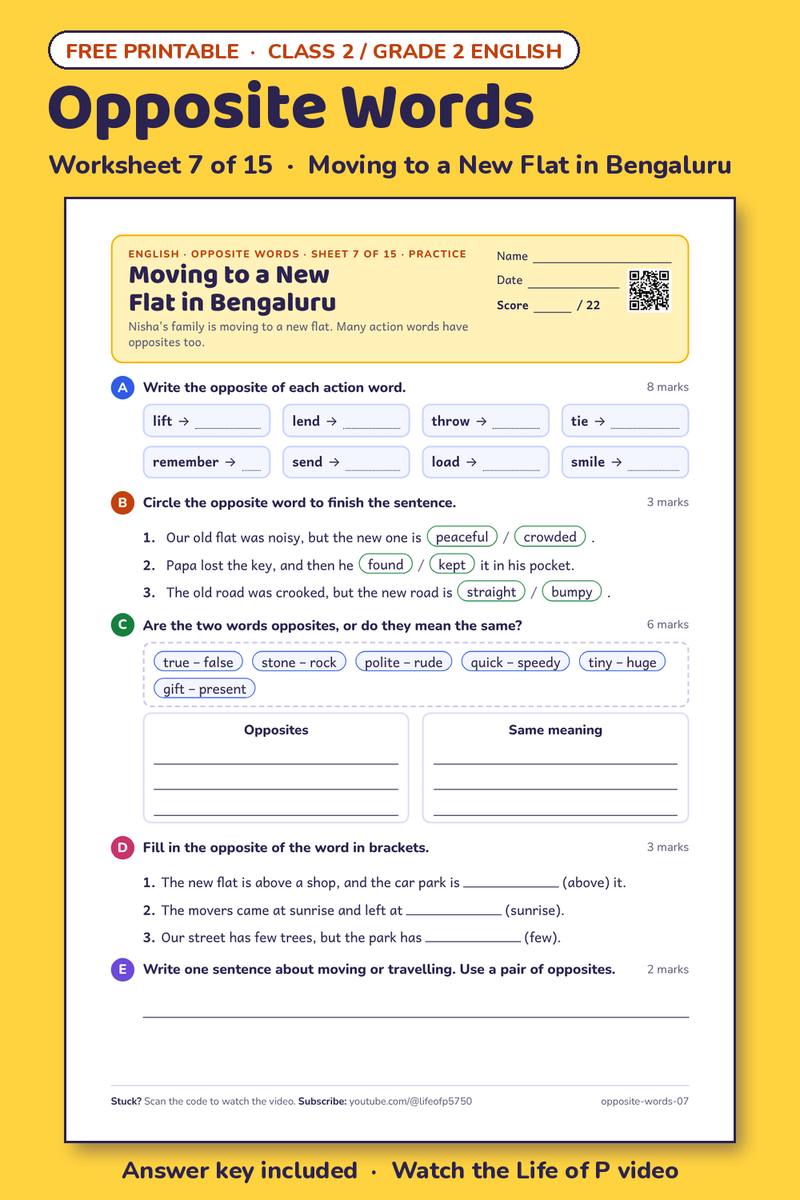 FREE PRINTABLE · CLASS 2 / GRADE 2 ENGLISH
Opposite Words
Worksheet 7 of 15 · Moving to a New Flat in Bengaluru
ENGLISH · OPPOSITE WORDS · SHEET 7 OF 15 · PRACTICE
Moving to a New
Flat in Bengaluru
Nisha's family is moving to a new flat. Many action words have
opposites too.
Name
Date
Score / 22
A Write the opposite of each action word. 8 marks
lift → lend → throw → tie →
remember → send → load → smile →
B Circle the opposite word to finish the sentence. 3 marks
1. Our old flat was noisy, but the new one is peaceful / crowded .
2. Papa lost the key, and then he found / kept it in his pocket.
3. The old road was crooked, but the new road is straight / bumpy .
C Are the two words opposites, or do they mean the same? 6 marks
true – false stone – rock polite – rude quick – speedy tiny – huge
gift – present
Opposites Same meaning
D Fill in the opposite of the word in brackets. 3 marks
1. The new flat is above a shop, and the car park is ____________ (above) it.
2. The movers came at sunrise and left at ____________ (sunrise).
3. Our street has few trees, but the park has ____________ (few).
E Write one sentence about moving or travelling. Use a pair of opposites. 2 marks
Stuck? Scan the code to watch the video. Subscribe: youtube.com/@lifeofp5750 opposite-words-07
Answer key included · Watch the Life of P video